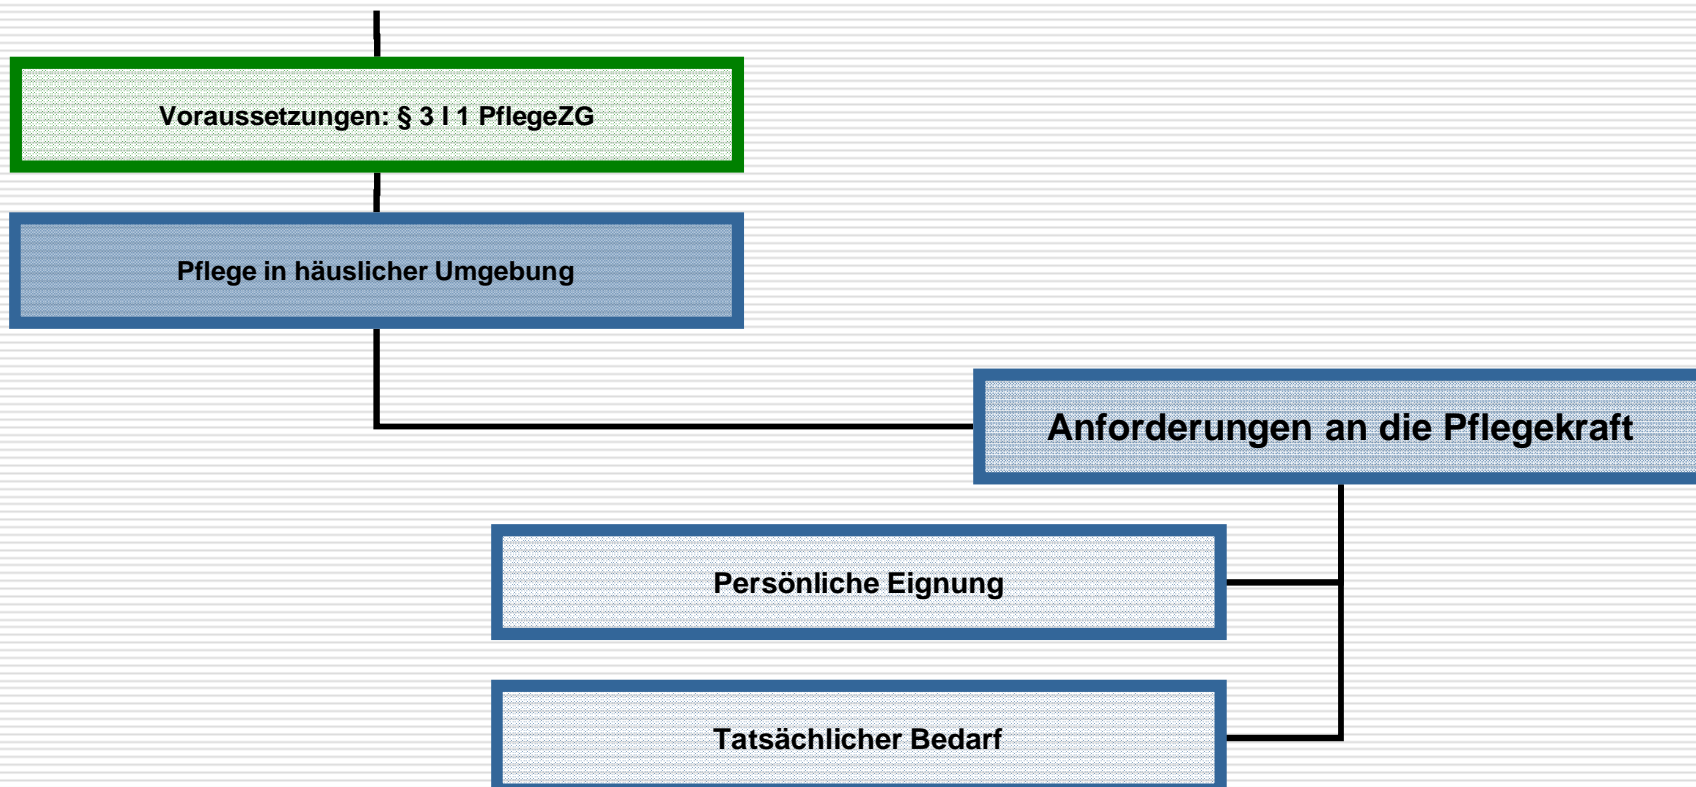 Voraussetzungen: § 3 I 1 PflegeZG
Pflege in häuslicher Umgebung
Anforderungen an die Pflegekraft
Persönliche Eignung
Tatsächlicher Bedarf